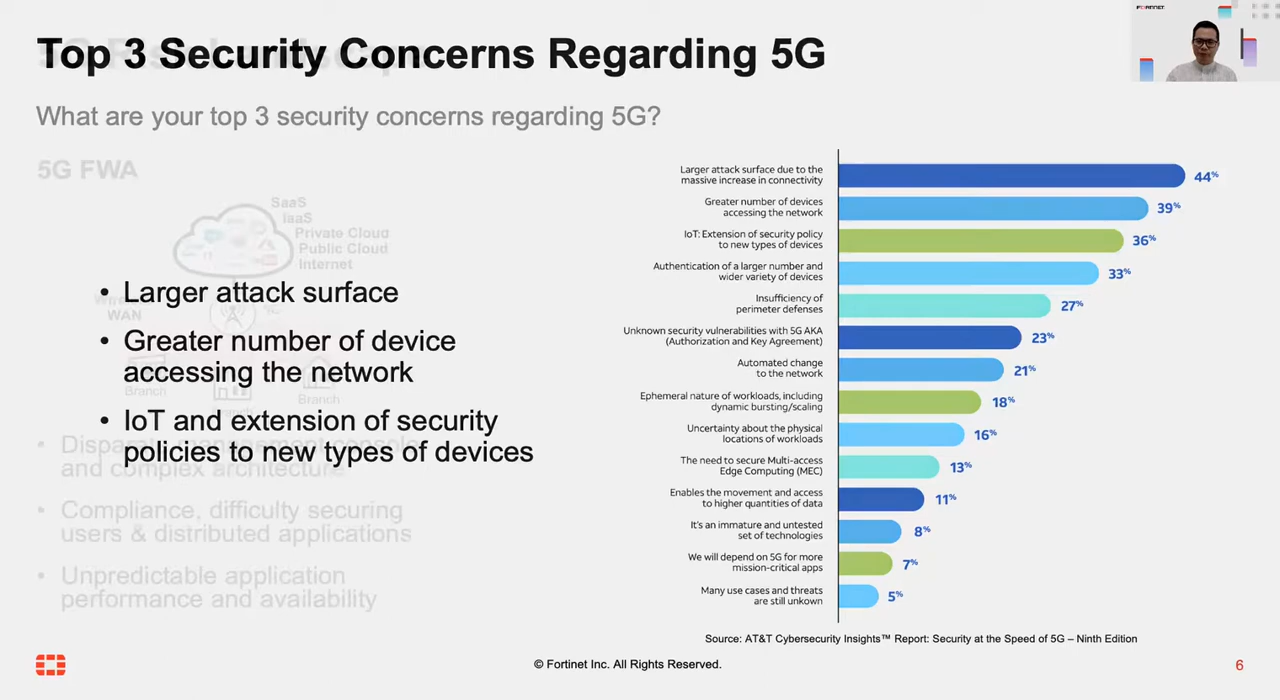 Top 3 Security Concerns Regarding 5G
What are your top 3 security concerns regarding 5G?
FORTINET
5G FWA
SaaS
IaaS
Private Cloud
Public Cloud
Internet
WAN
Branch
Branch
Branch
• Larger attack surface
• Greater number of device
accessing the network
• IoT and extension of security
policies to new types of devices
• Disparate management console
and complex architecture
• Compliance, difficulty securing
users & distributed applications
• Unpredictable application
performance and availability
Larger attack surface due to the
massive increase in connectivity
44%
Greater number of devices
accessing the network
39%
IoT: Extension of security policy
to new types of devices
36%
Authentication of a larger number and
wider variety of devices
33%
Insufficiency of
perimeter defenses
27%
Unknown security vulnerabilities with 5G AKA
(Authorization and Key Agreement)
23%
Automated change
to the network
21%
Ephemeral nature of workloads, including
dynamic bursting/scaling
18%
Uncertainty about the physical
locations of workloads
16%
The need to secure Multi-access
Edge Computing (MEC)
13%
Enables the movement and access
to higher quantities of data
11%
It's an immature and untested
set of technologies
8%
We will depend on 5G for more
mission-critical apps
7%
Many use cases and threats
are still unkown
5%
Source: AT&T Cybersecurity Insights™ Report: Security at the Speed of 5G – Ninth Edition
© Fortinet Inc. All Rights Reserved.
6